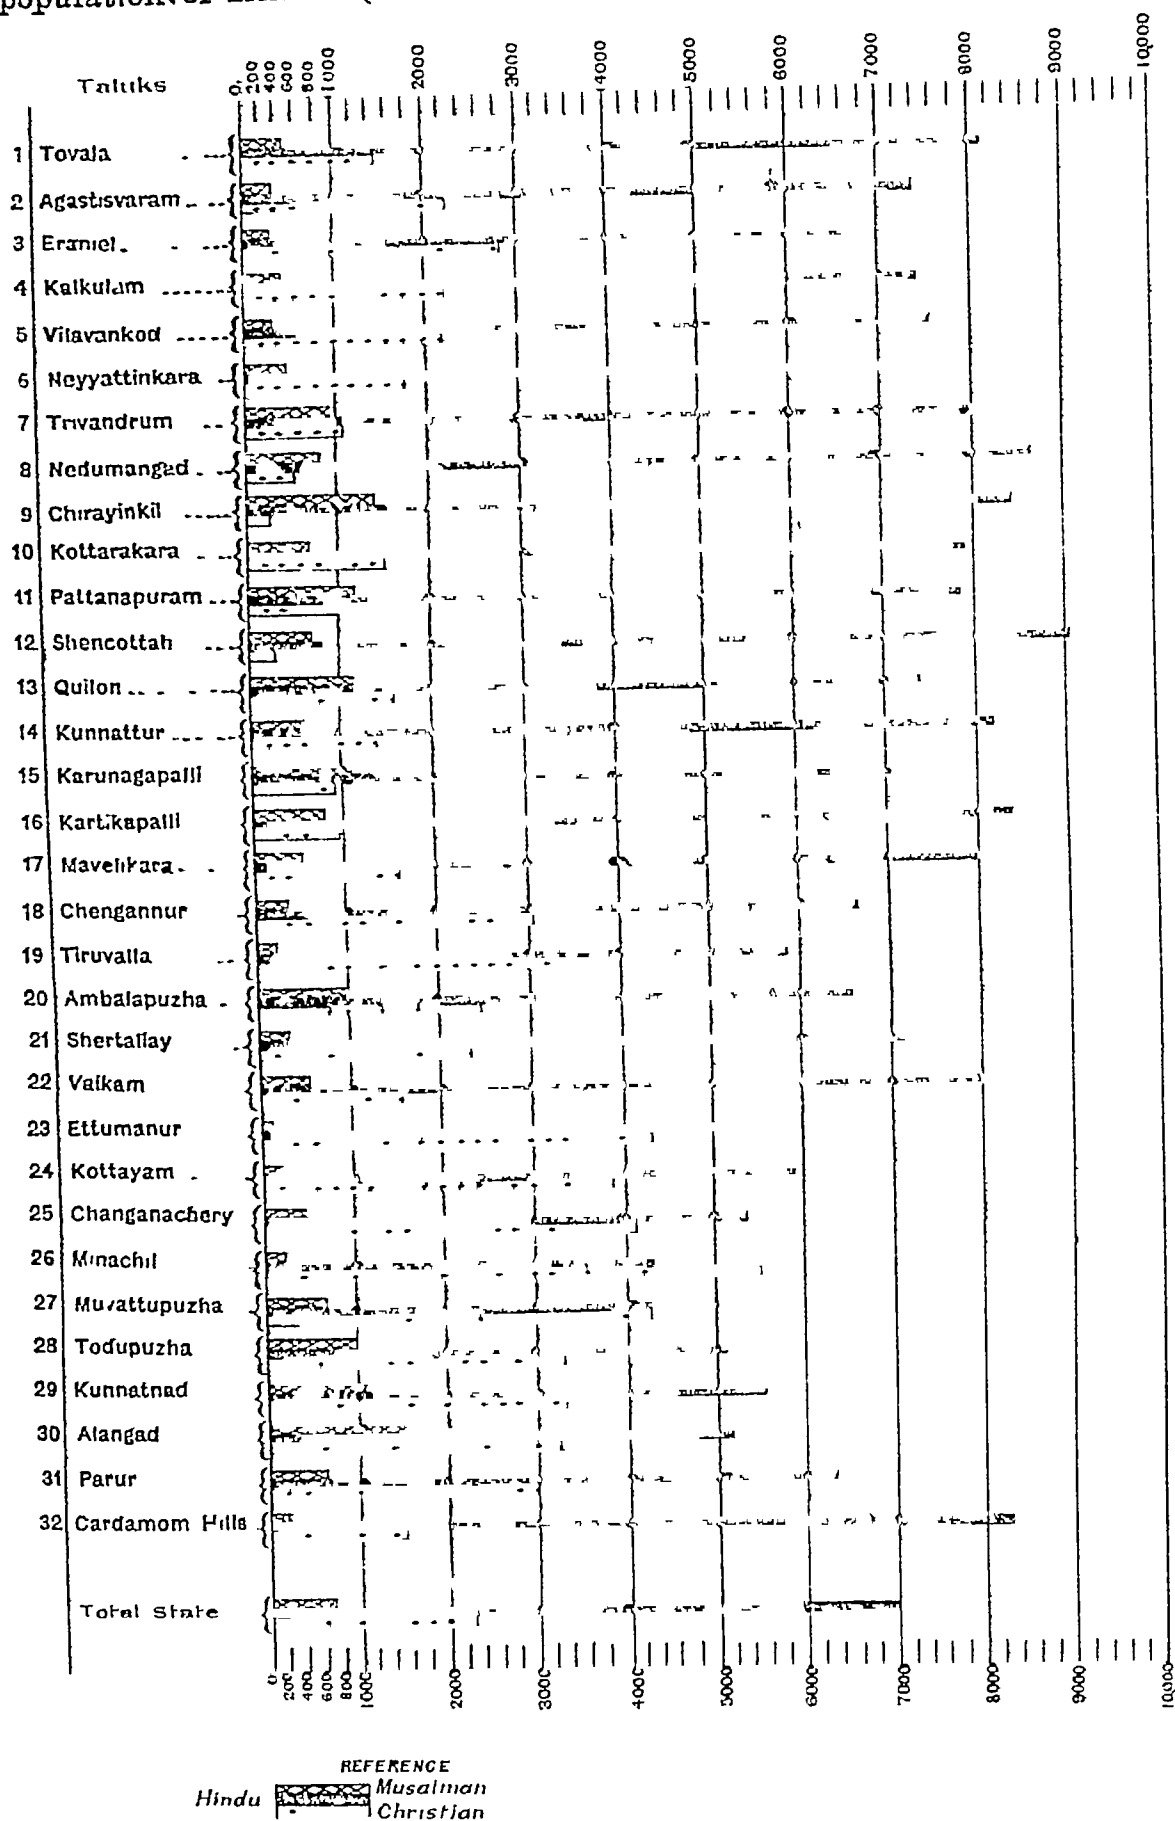 Taluks
0 200 400 600 800 1000 2000 3000 4000 5000 6000 7000 8000 9000 10,000
1 Tovala
2 Agastisvaram
3 Eraniel
4 Kalkulam
5 Vilavankod
6 Neyyattinkara
7 Trivandrum
8 Nedumangad
9 Chirayinkil
10 Kottarakara
11 Pattanapuram
12 Shencottah
13 Quilon
14 Kunnattur
15 Karunagapalli
16 Kartikapalli
17 Mavelikara
18 Chengannur
19 Tiruvalla
20 Ambalapuzha
21 Shertallay
22 Vaikam
23 Ettumanur
24 Kottayam
25 Changanachery
26 Minachil
27 Muvattupuzha
28 Todupuzha
29 Kunnatnad
30 Alangad
31 Parur
32 Cardamom Hills
Total State
0 200 400 600 800 1000 2000 3000 4000 5000 6000 7000 8000 9000 10,000
REFERENCE
Hindu Musalman
Christian